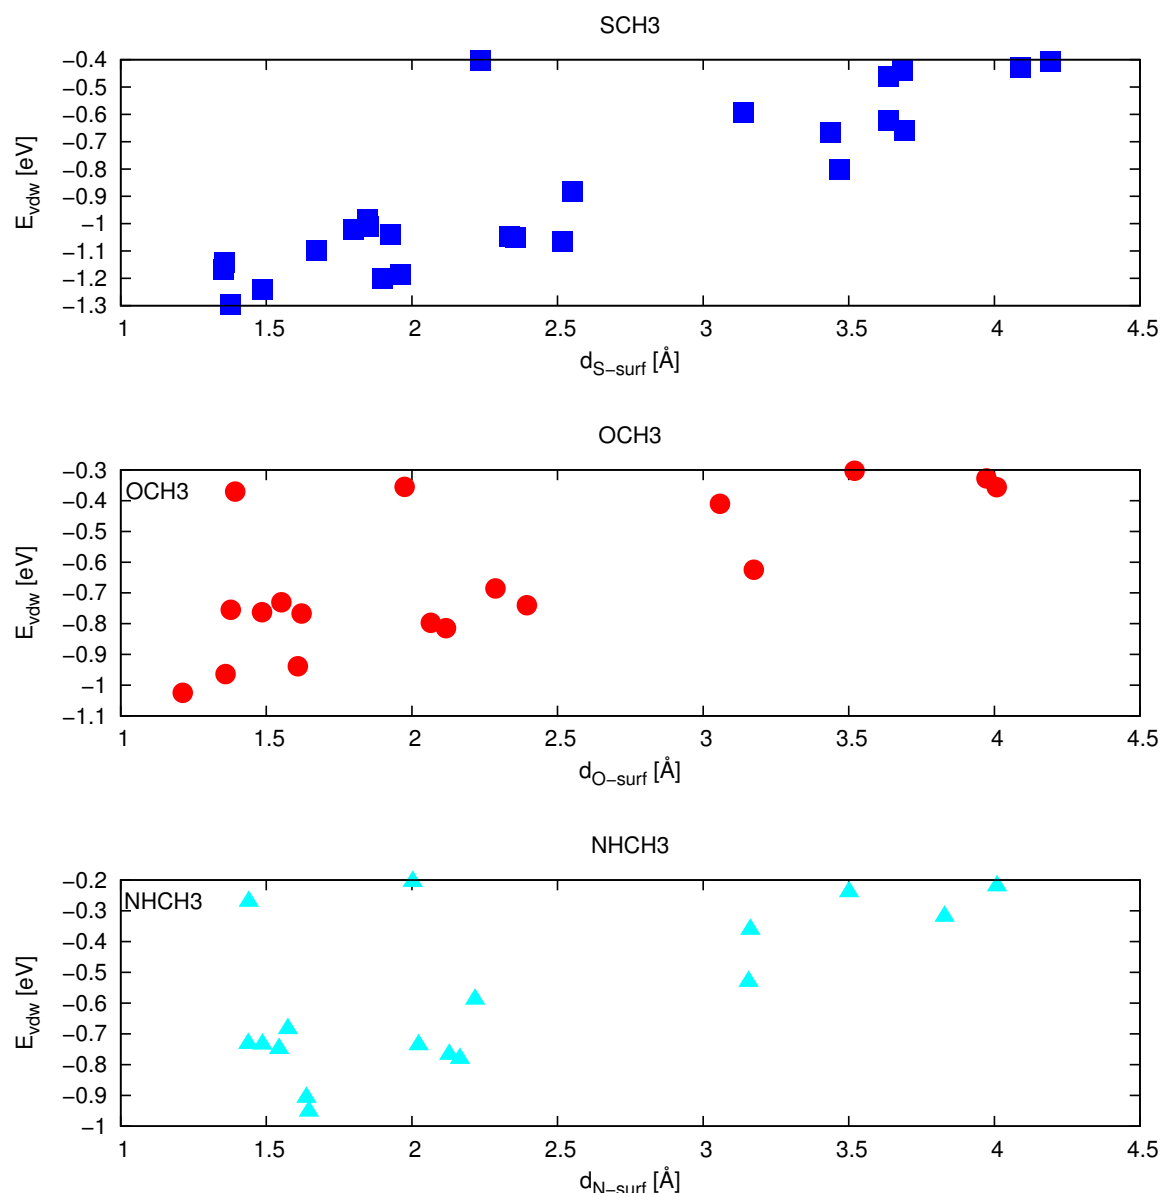 SCH3
−0.4
−0.5
−0.6
−0.7
−0.8
−0.9
−1
−1.1
−1.2
−1.3
E_vdw [eV]
1 1.5 2 2.5 3 3.5 4 4.5
d_S−surf [Å]
OCH3
OCH3
−0.3
−0.4
−0.5
−0.6
−0.7
−0.8
−0.9
−1
−1.1
E_vdw [eV]
1 1.5 2 2.5 3 3.5 4 4.5
d_O−surf [Å]
NHCH3
NHCH3
−0.2
−0.3
−0.4
−0.5
−0.6
−0.7
−0.8
−0.9
−1
E_vdw [eV]
1 1.5 2 2.5 3 3.5 4 4.5
d_N−surf [Å]